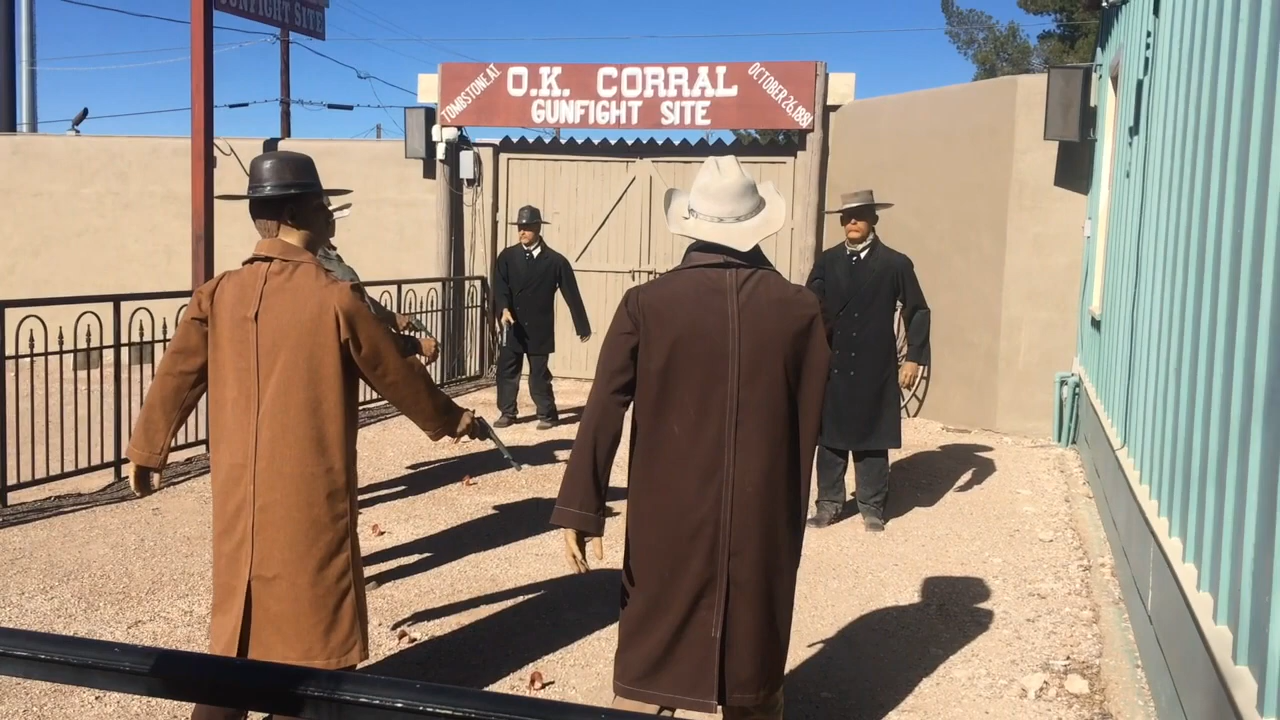 GUNFIGHT SITE
TOMBSTONE, AZ
O.K. CORRAL
GUNFIGHT SITE
OCTOBER 26, 1881